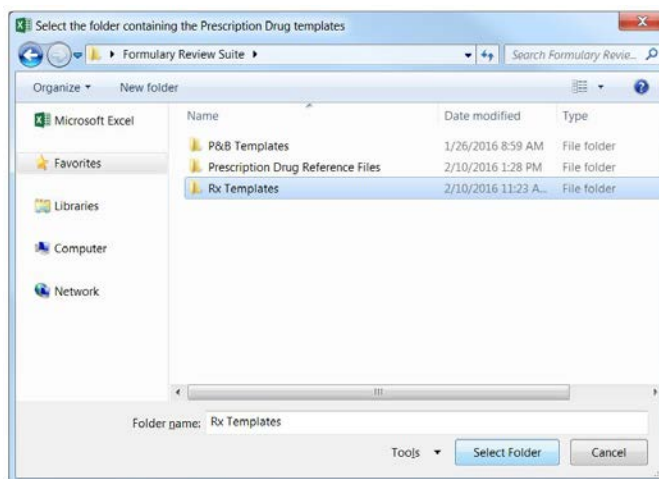 Select the folder containing the Prescription Drug templates
Formulary Review Suite
Search Formulary Revie...
Organize
New folder
Microsoft Excel
Favorites
Libraries
Computer
Network
Name Date modified Type
P&B Templates 1/26/2016 8:59 AM File folder
Prescription Drug Reference Files 2/10/2016 1:28 PM File folder
Rx Templates 2/10/2016 11:23 A... File folder
Folder name: Rx Templates
Tools Select Folder Cancel